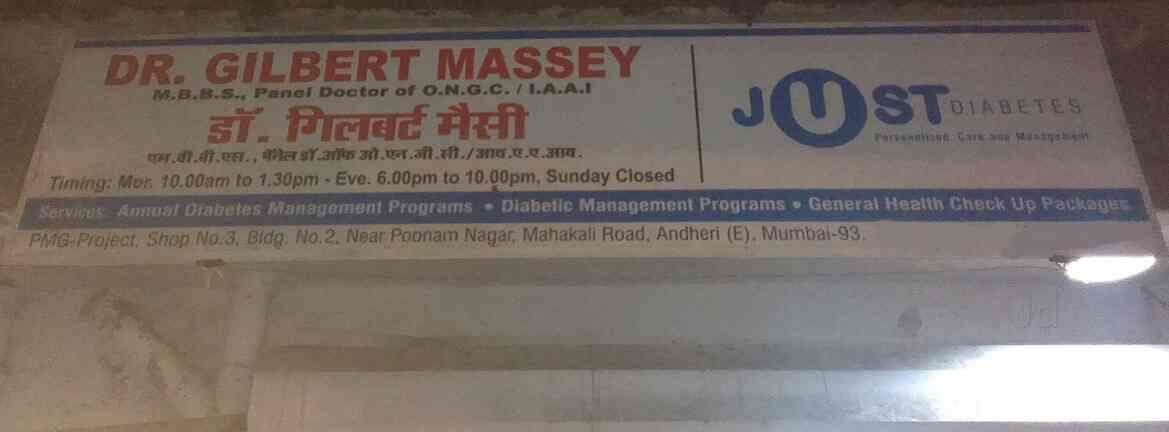 DR. GILBERT MASSEY
M.B.B.S., Panel Doctor of O.N.G.C. / I.A.A.I
डॉ. गिलबर्ट मैसी
एम.बी.बी.एस., पॅनेल डॉ.ऑफ ओ.एन.जी.सी./आय.ए.ए.आय.
Timing: Mor. 10.00am to 1.30pm - Eve. 6.00pm to 10.00pm, Sunday Closed
JUST DIABETES
Personalised Care and Management
Services: Annual Diabetes Management Programs • Diabetic Management Programs • General Health Check Up Packages
PMG-Project, Shop No.3, Bldg. No.2, Near Poonam Nagar, Mahakali Road, Andheri (E), Mumbai-93.
Jd